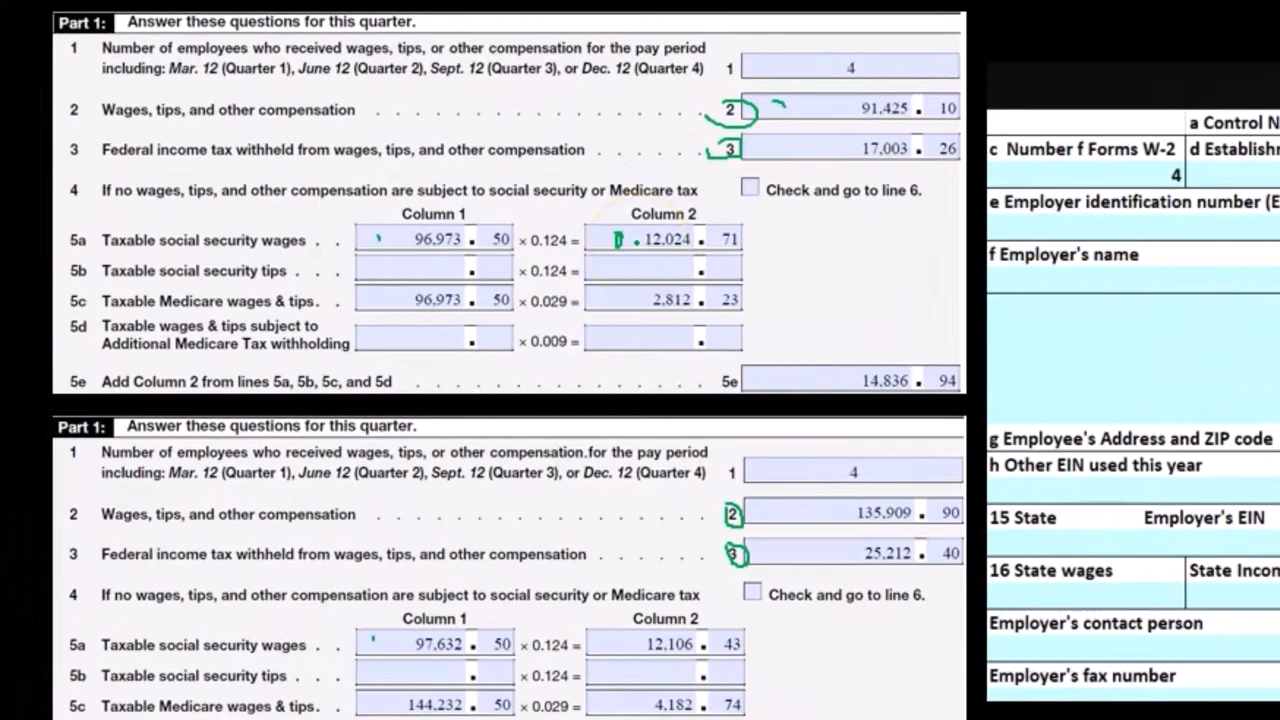 Part 1: Answer these questions for this quarter.
1 Number of employees who received wages, tips, or other compensation for the pay period
including: Mar. 12 (Quarter 1), June 12 (Quarter 2), Sept. 12 (Quarter 3), or Dec. 12 (Quarter 4) 1 4
2 Wages, tips, and other compensation . . . . . . . . . . . . . . . . . 2 91,425 . 10
3 Federal income tax withheld from wages, tips, and other compensation . . . . . . 3 17,003 . 26
4 If no wages, tips, and other compensation are subject to social security or Medicare tax Check and go to line 6.
Column 1 Column 2
5a Taxable social security wages . . 96,973 . 50 × 0.124 = 12,024 . 71
5b Taxable social security tips . . . . × 0.124 = .
5c Taxable Medicare wages & tips. . 96,973 . 50 × 0.029 = 2,812 . 23
5d Taxable wages & tips subject to
Additional Medicare Tax withholding . × 0.009 = .
5e Add Column 2 from lines 5a, 5b, 5c, and 5d . . . . . . . . . . . . . . . 5e 14,836 . 94
Part 1: Answer these questions for this quarter.
1 Number of employees who received wages, tips, or other compensation.for the pay period
including: Mar. 12 (Quarter 1), June 12 (Quarter 2), Sept. 12 (Quarter 3), or Dec. 12 (Quarter 4) 1 4
2 Wages, tips, and other compensation . . . . . . . . . . . . . . . . . 2 135,909 . 90
3 Federal income tax withheld from wages, tips, and other compensation . . . . . . 3 25,212 . 40
4 If no wages, tips, and other compensation are subject to social security or Medicare tax Check and go to line 6.
Column 1 Column 2
5a Taxable social security wages . . 97,632 . 50 × 0.124 = 12,106 . 43
5b Taxable social security tips . . . . × 0.124 = .
5c Taxable Medicare wages & tips. . 144,232 . 50 × 0.029 = 4,182 . 74
a Control N
c Number f Forms W-2 d Establishm
4
e Employer identification number (E
f Employer's name
g Employee's Address and ZIP code
h Other EIN used this year
15 State Employer's EIN
16 State wages State Incom
Employer's contact person
Employer's fax number